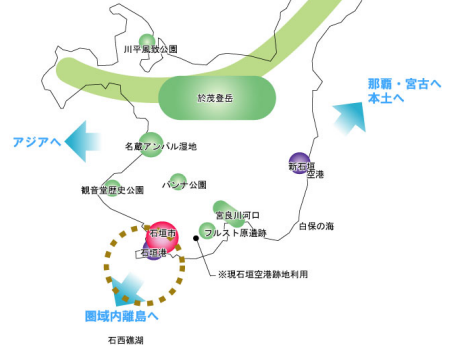 川平風致公園
於茂登岳
那覇・宮古へ
本土へ
アジアへ
名蔵アンパル湿地
新石垣
空港
観音堂歴史公園
バンナ公園
宮良川河口
石垣市
フルスト原遺跡
白保の海
石垣港
※現石垣空港跡地利用
圏域内離島へ
石西礁湖